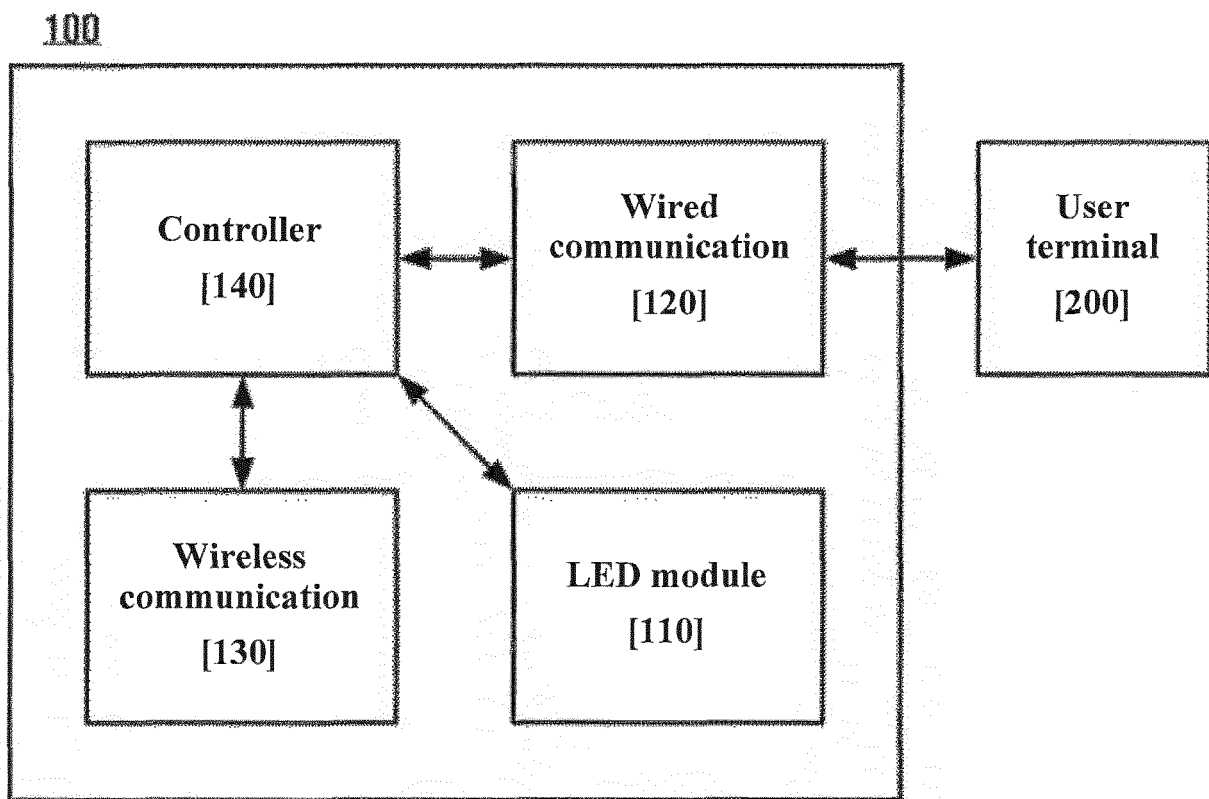 100
Controller
[140]
Wired
communication
[120]
User
terminal
[200]
Wireless
communication
[130]
LED module
[110]